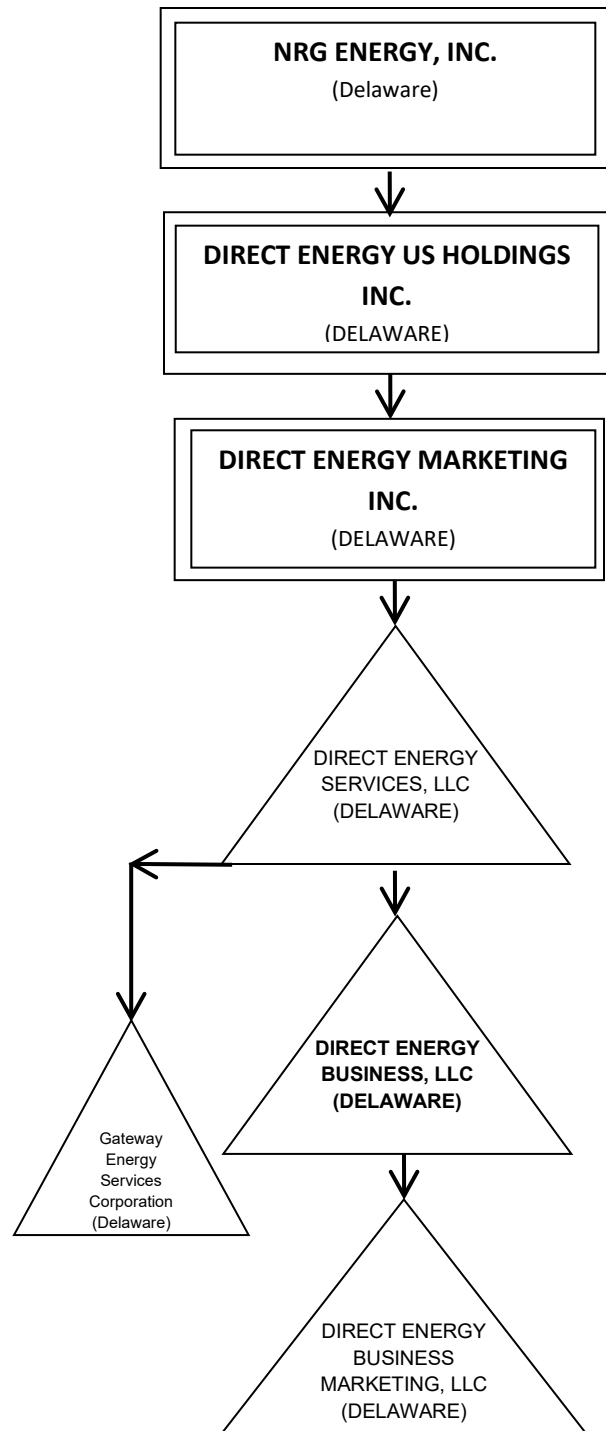 NRG ENERGY, INC.
(Delaware)
DIRECT ENERGY US HOLDINGS
INC.
(DELAWARE)
DIRECT ENERGY MARKETING
INC.
(DELAWARE)
DIRECT ENERGY
SERVICES, LLC
(DELAWARE)
DIRECT ENERGY
BUSINESS, LLC
(DELAWARE)
Gateway
Energy
Services
Corporation
(Delaware)
DIRECT ENERGY
BUSINESS
MARKETING, LLC
(DELAWARE)